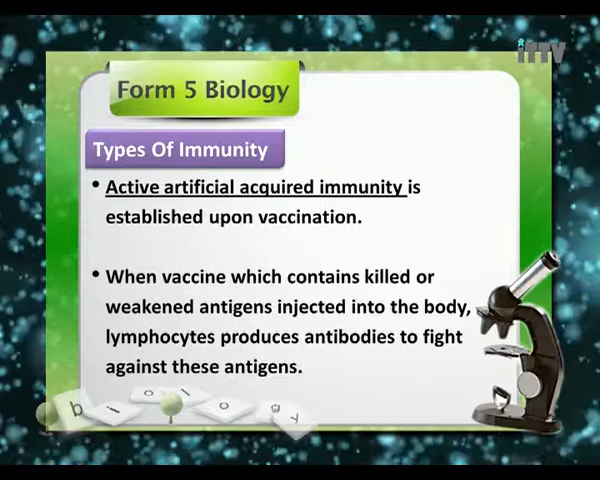 iTTV
Form 5 Biology
Types Of Immunity
• Active artificial acquired immunity is
established upon vaccination.
• When vaccine which contains killed or
weakened antigens injected into the body,
lymphocytes produces antibodies to fight
against these antigens.
b i o l o g y